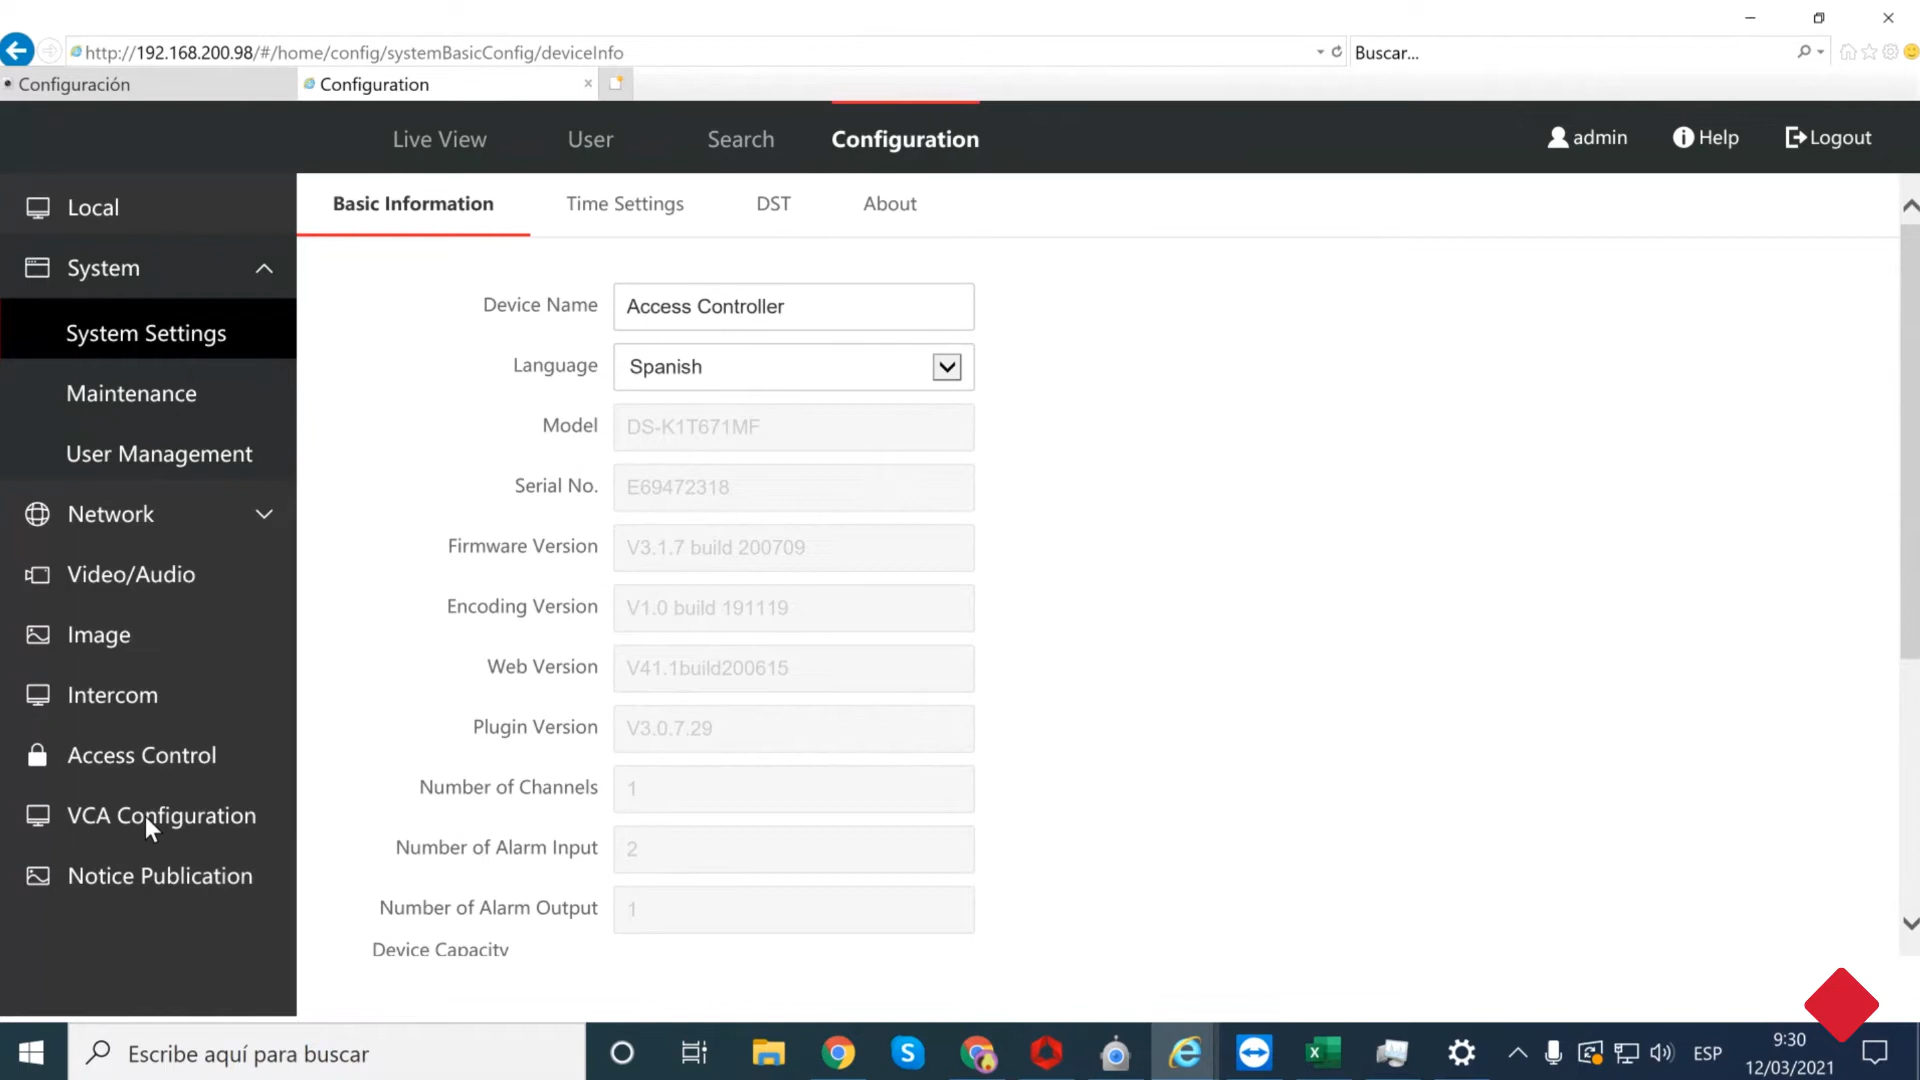 http://192.168.200.98/#/home/config/systemBasicConfig/deviceInfo
Buscar...
Configuración
Configuration
Live View
User
Search
Configuration
admin
Help
Logout
Local
System
System Settings
Maintenance
User Management
Network
Video/Audio
Image
Intercom
Access Control
VCA Configuration
Notice Publication
Basic Information
Time Settings
DST
About
Device Name
Access Controller
Language
Spanish
Model
DS-K1T671MF
Serial No.
E69472318
Firmware Version
V3.1.7 build 200709
Encoding Version
V1.0 build 191119
Web Version
V41.1build200615
Plugin Version
V3.0.7.29
Number of Channels
1
Number of Alarm Input
2
Number of Alarm Output
1
Device Capacity
Escribe aquí para buscar
ESP
9:30
12/03/2021